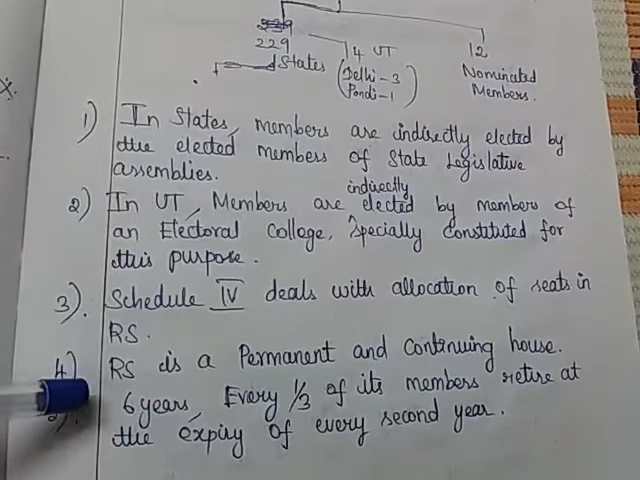 229
States
4 UT
(Delhi - 3
Pondi - 1)
12
Nominated
Members.
1) In States, members are indirectly elected by
the elected members of State Legislative
assemblies.
2) In UT, Members are indirectly elected by members of
an Electoral College, Specially Constituted for
this purpose.
3). Schedule IV deals with allocation of seats in
RS.
4) RS is a Permanent and Continuing house.
6 years, Every 1/3 of its members retire at
the expiry of every second year.